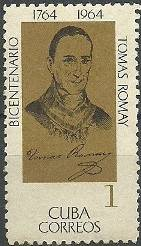 1764 1964
BICENTENARIO
TOMAS ROMAY
Tomas Romay
1
CUBA
CORREOS